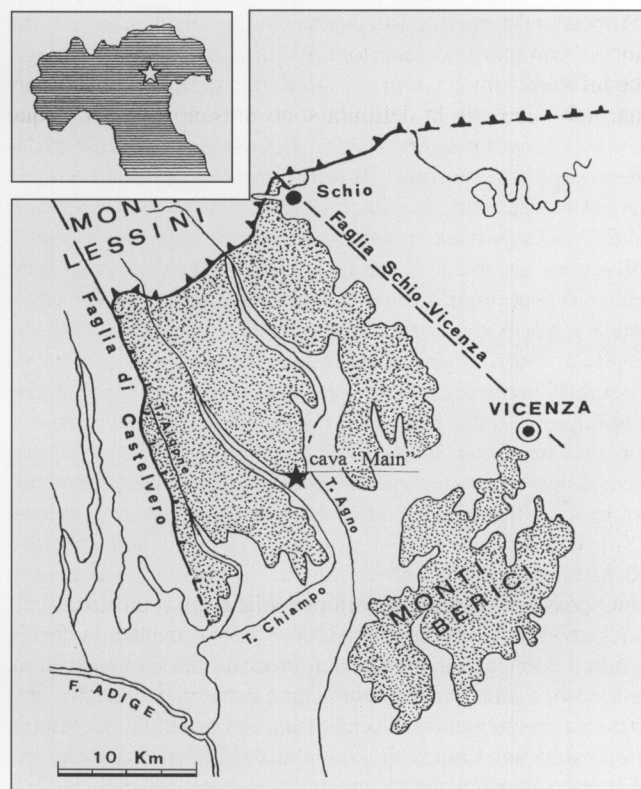 Schio
MONTI
LESSINI
Faglia Schio-Vicenza
Faglia di Castelvero
T. Alpone
VICENZA
cava "Main"
T. Agno
MONTI
BERICI
T. Chiampo
F. ADIGE
10 Km